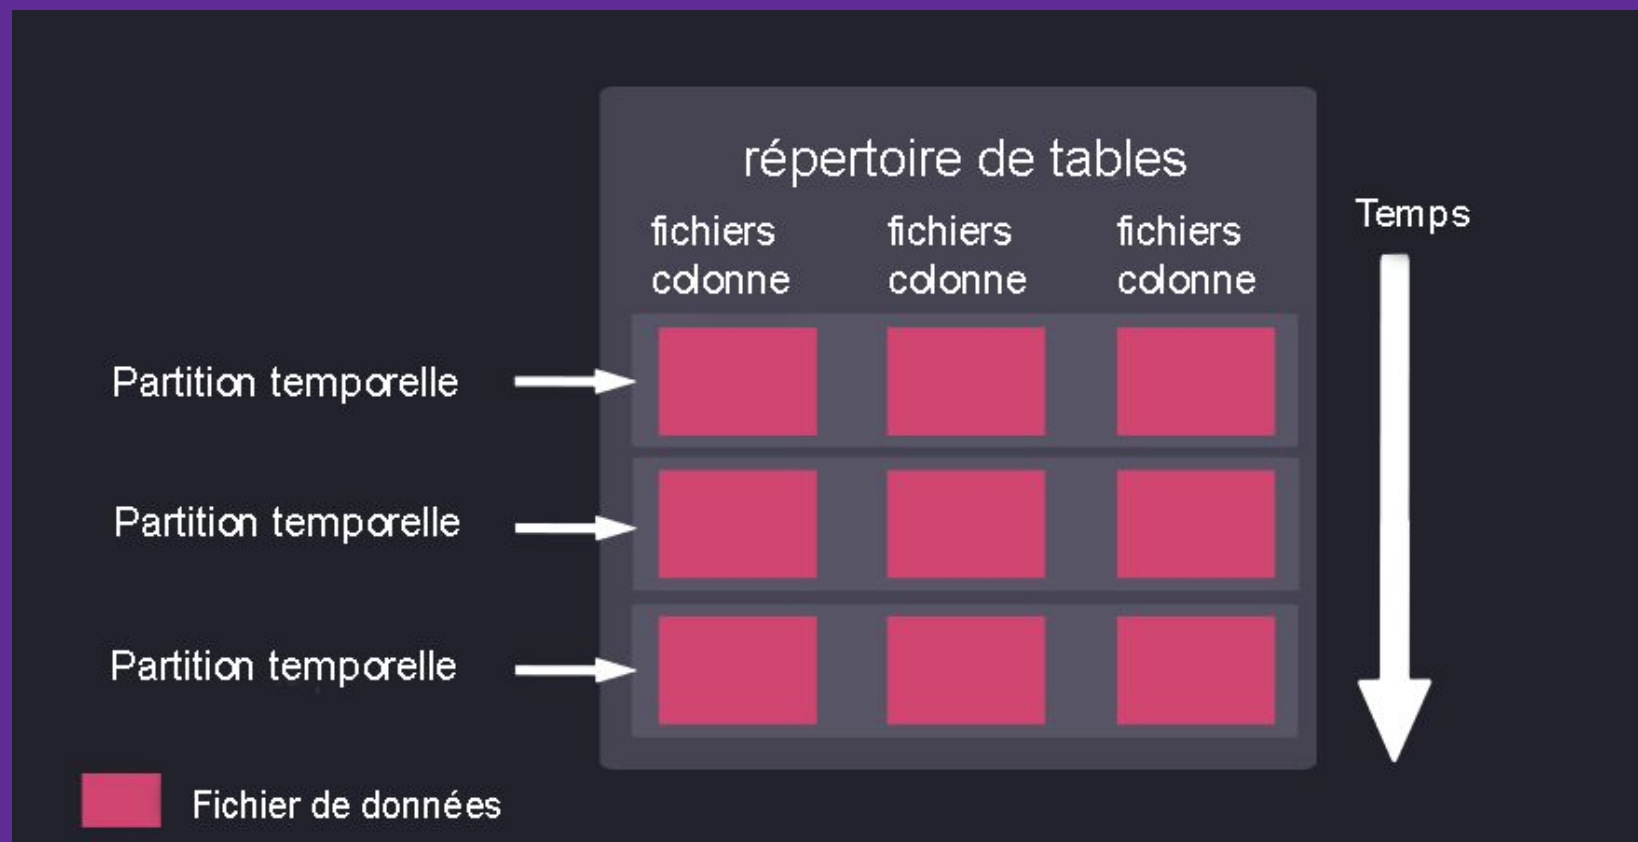 répertoire de tables
Temps
fichiers colonne
fichiers colonne
fichiers colonne
Partition temporelle
Partition temporelle
Partition temporelle
Fichier de données